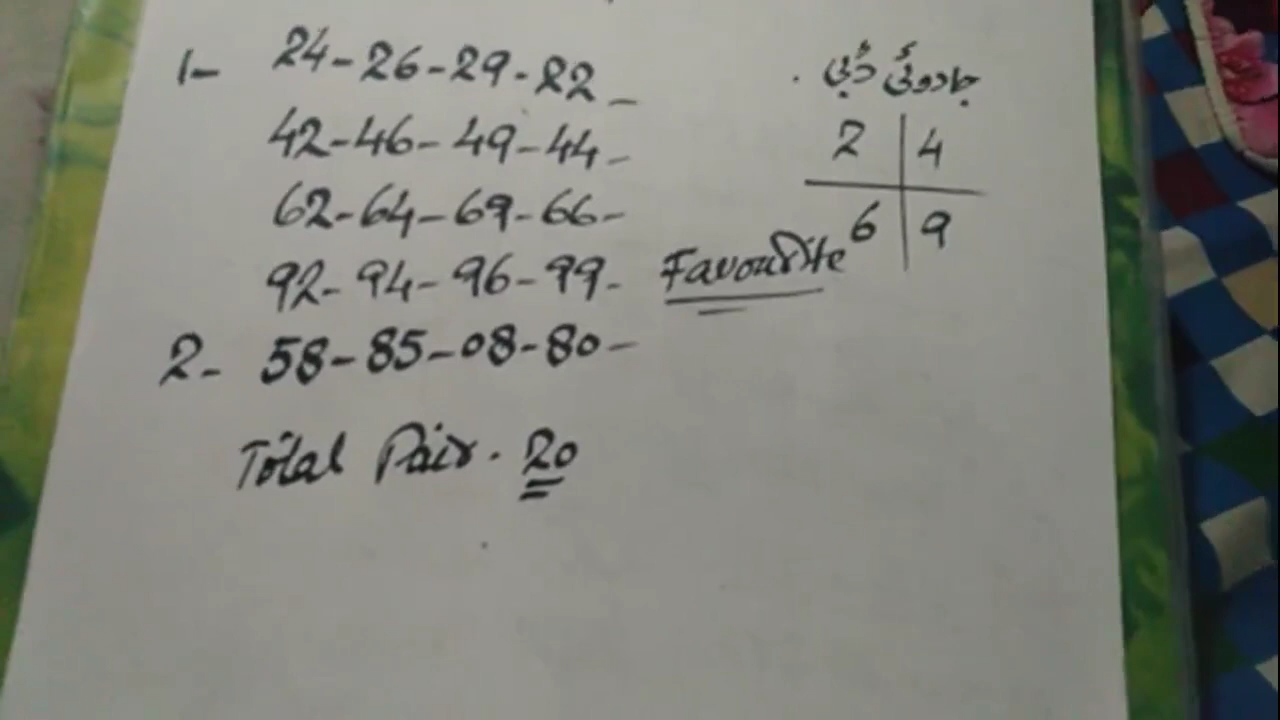 1- 24-26-29-22-
42-46-49-44-
62-64-69-66-
92-94-96-99-
2- 58-85-08-80-
Total Pair. 20
جادوئی ڈبی
2 4
6 9
Favourite